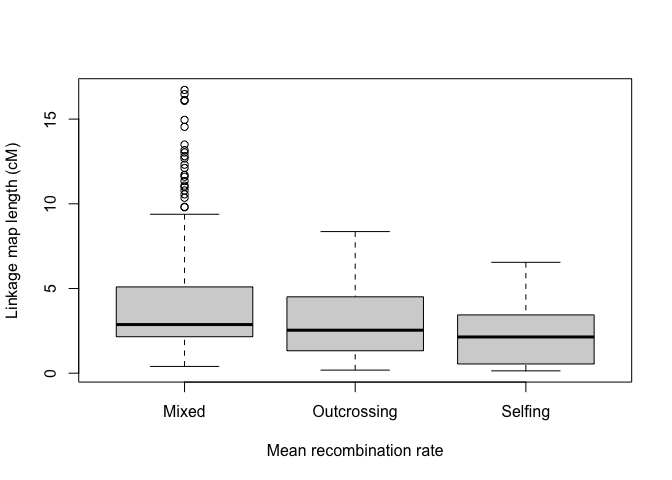 Linkage map length (cM)
15
10
5
0
Mixed Outcrossing Selfing
Mean recombination rate